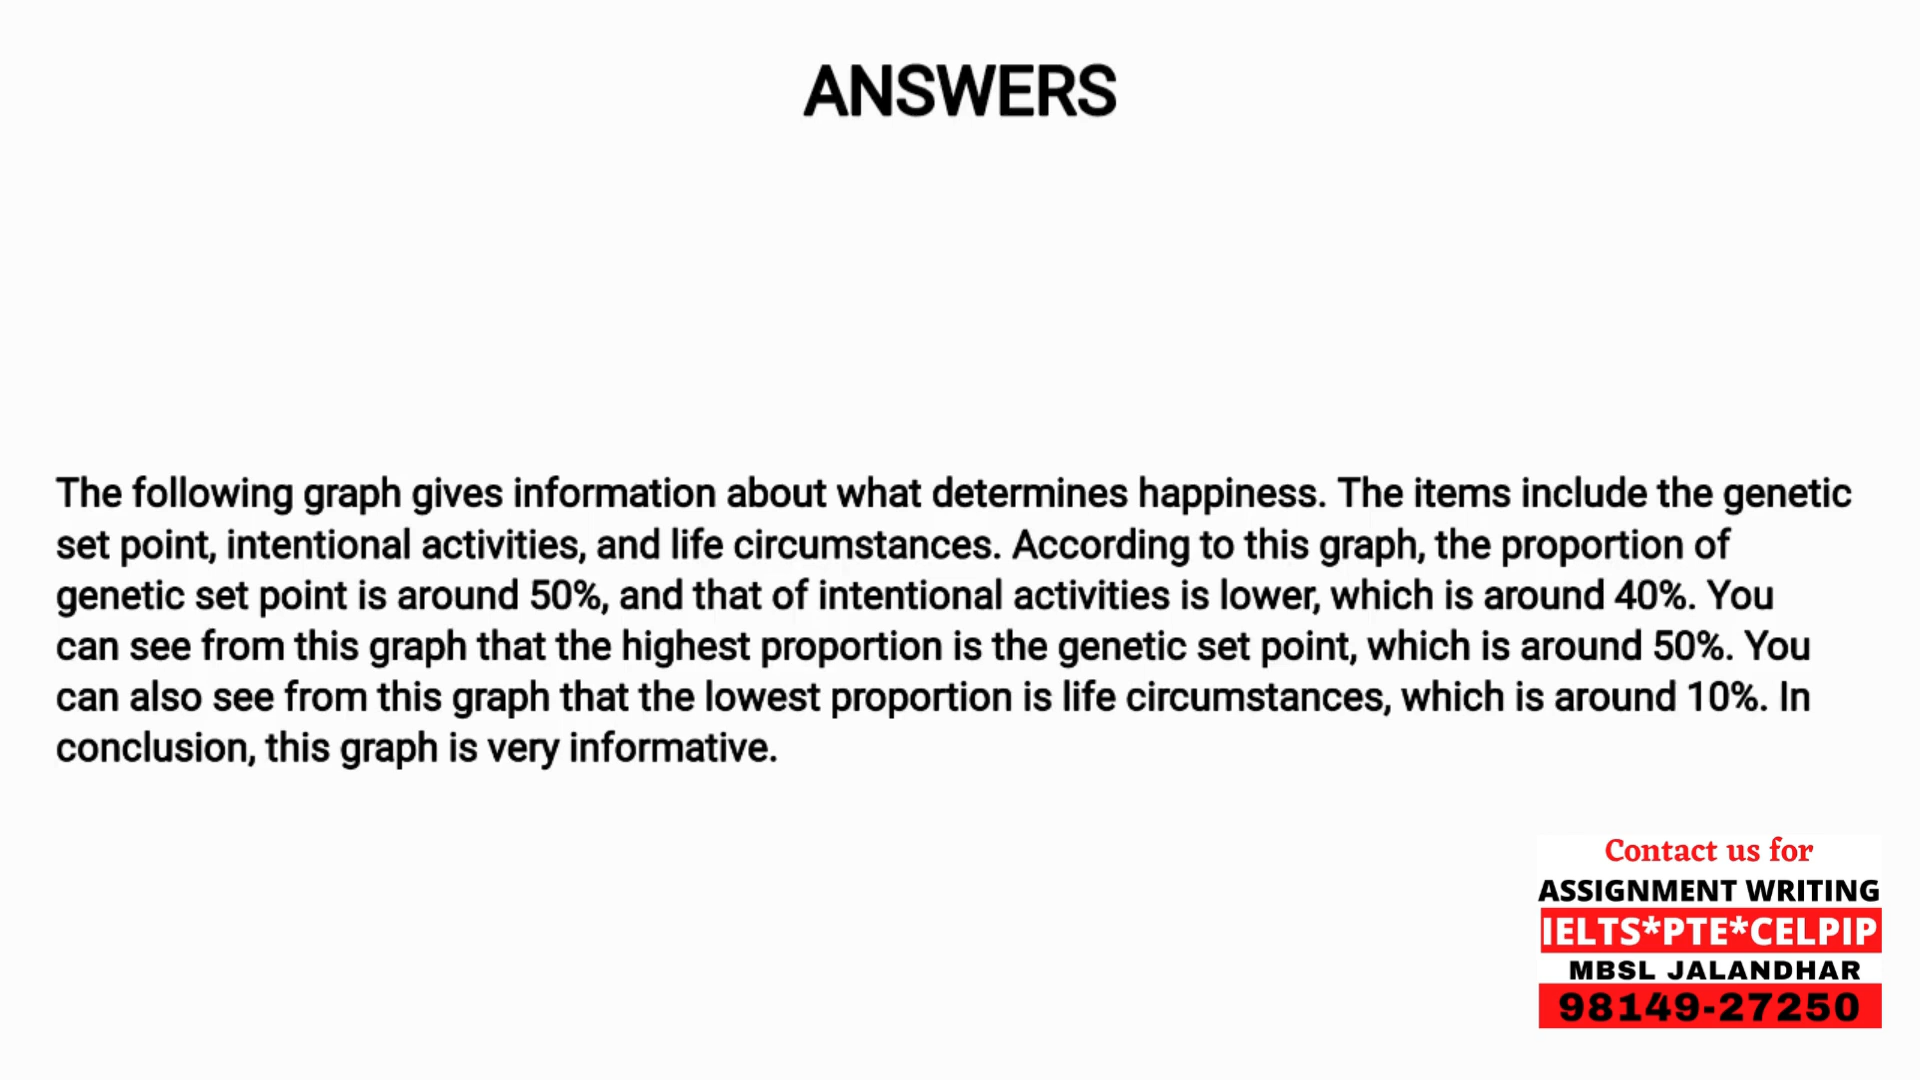 ANSWERS
The following graph gives information about what determines happiness. The items include the genetic
set point, intentional activities, and life circumstances. According to this graph, the proportion of
genetic set point is around 50%, and that of intentional activities is lower, which is around 40%. You
can see from this graph that the highest proportion is the genetic set point, which is around 50%. You
can also see from this graph that the lowest proportion is life circumstances, which is around 10%. In
conclusion, this graph is very informative.
Contact us for
ASSIGNMENT WRITING
IELTS*PTE*CELPIP
MBSL JALANDHAR
98149-27250